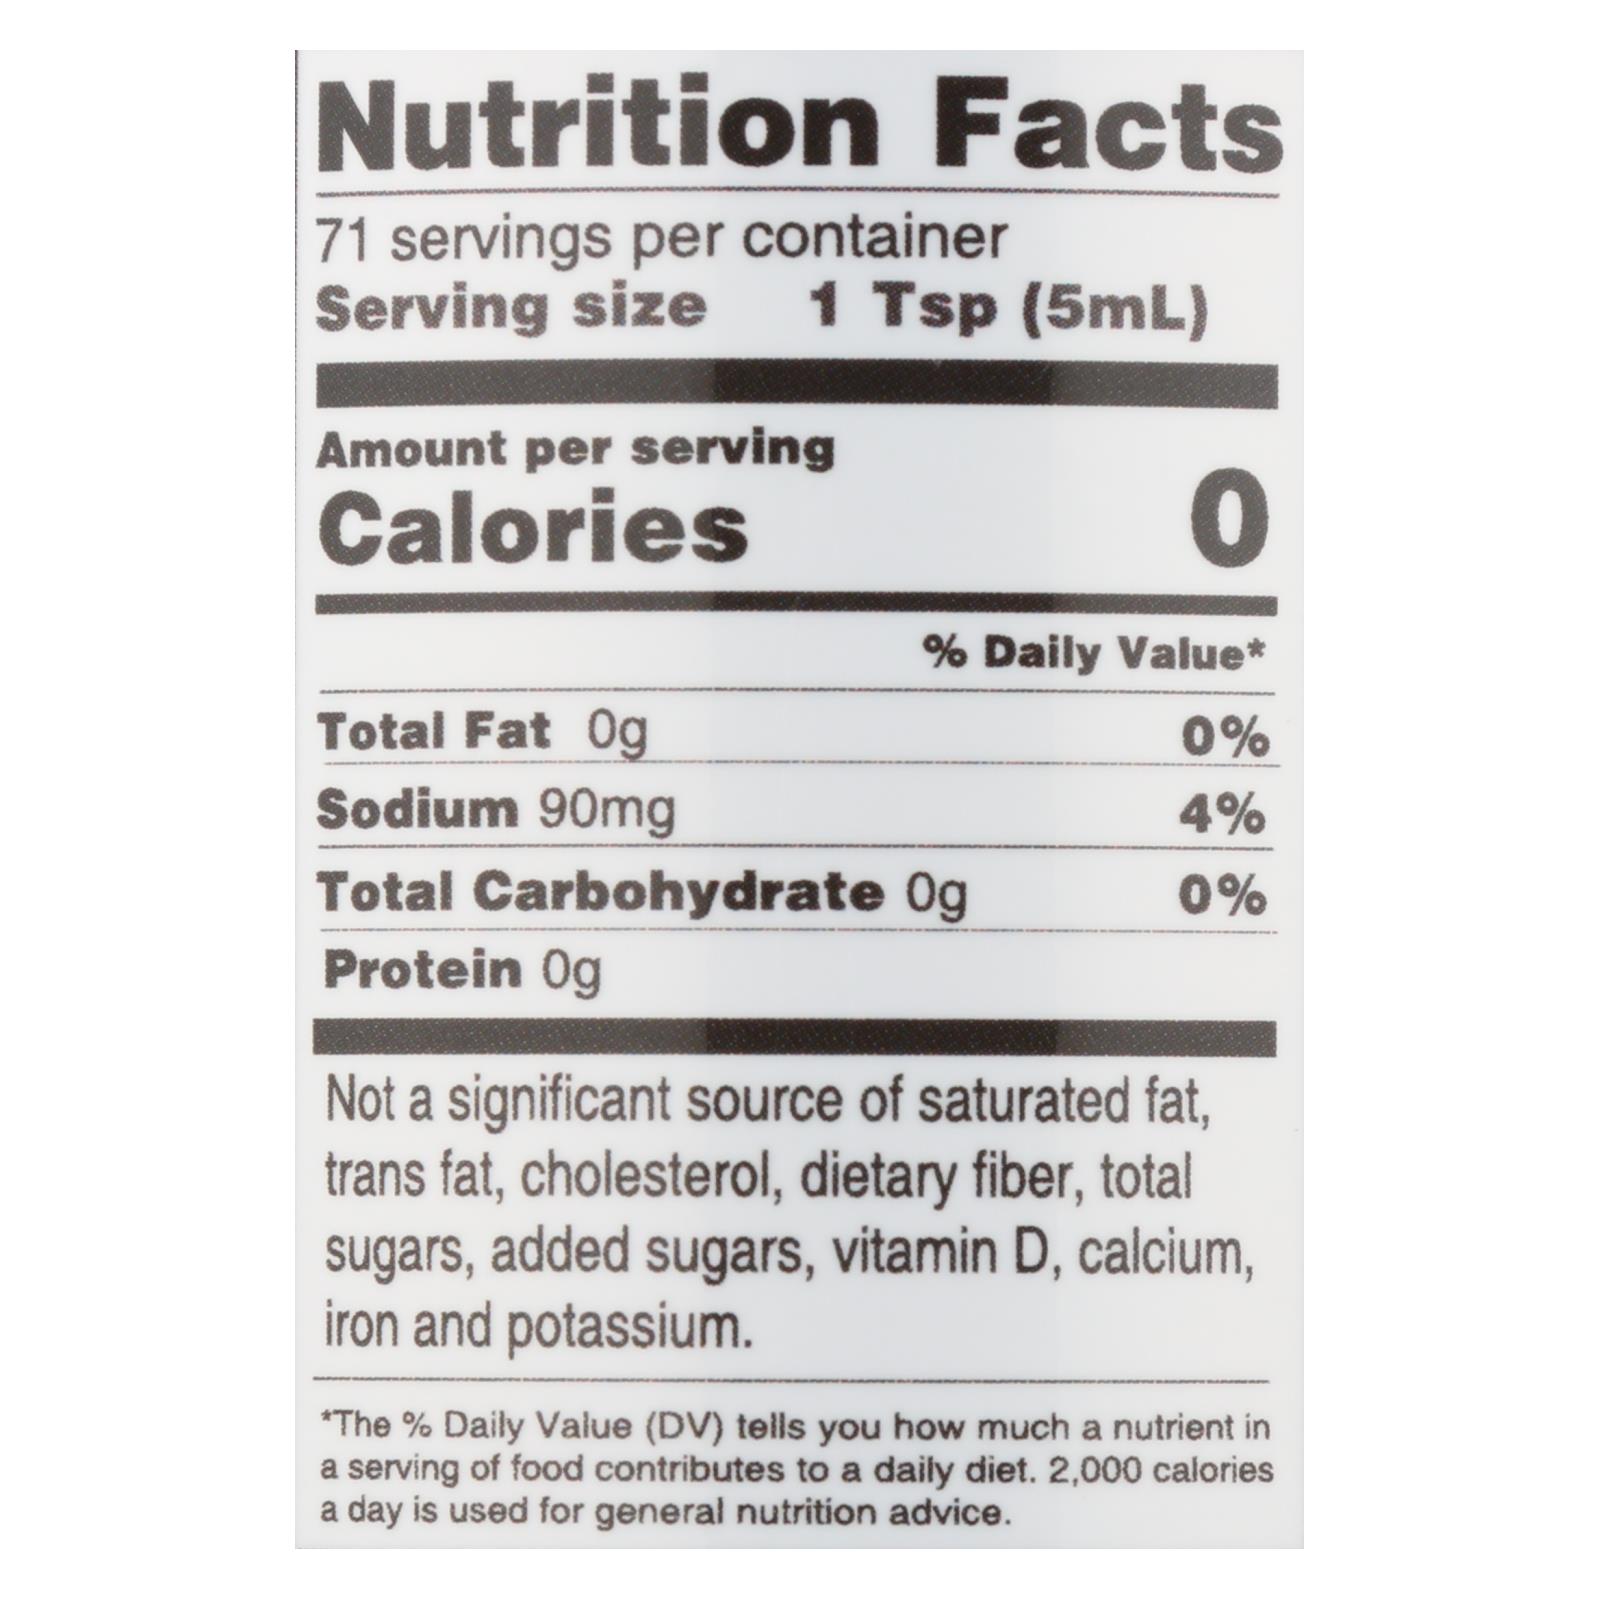 Nutrition Facts
71 servings per container
Serving size 1 Tsp (5mL)
Amount per serving
Calories 0
% Daily Value*
Total Fat 0g 0%
Sodium 90mg 4%
Total Carbohydrate 0g 0%
Protein 0g
Not a significant source of saturated fat,
trans fat, cholesterol, dietary fiber, total
sugars, added sugars, vitamin D, calcium,
iron and potassium.
*The % Daily Value (DV) tells you how much a nutrient in
a serving of food contributes to a daily diet. 2,000 calories
a day is used for general nutrition advice.